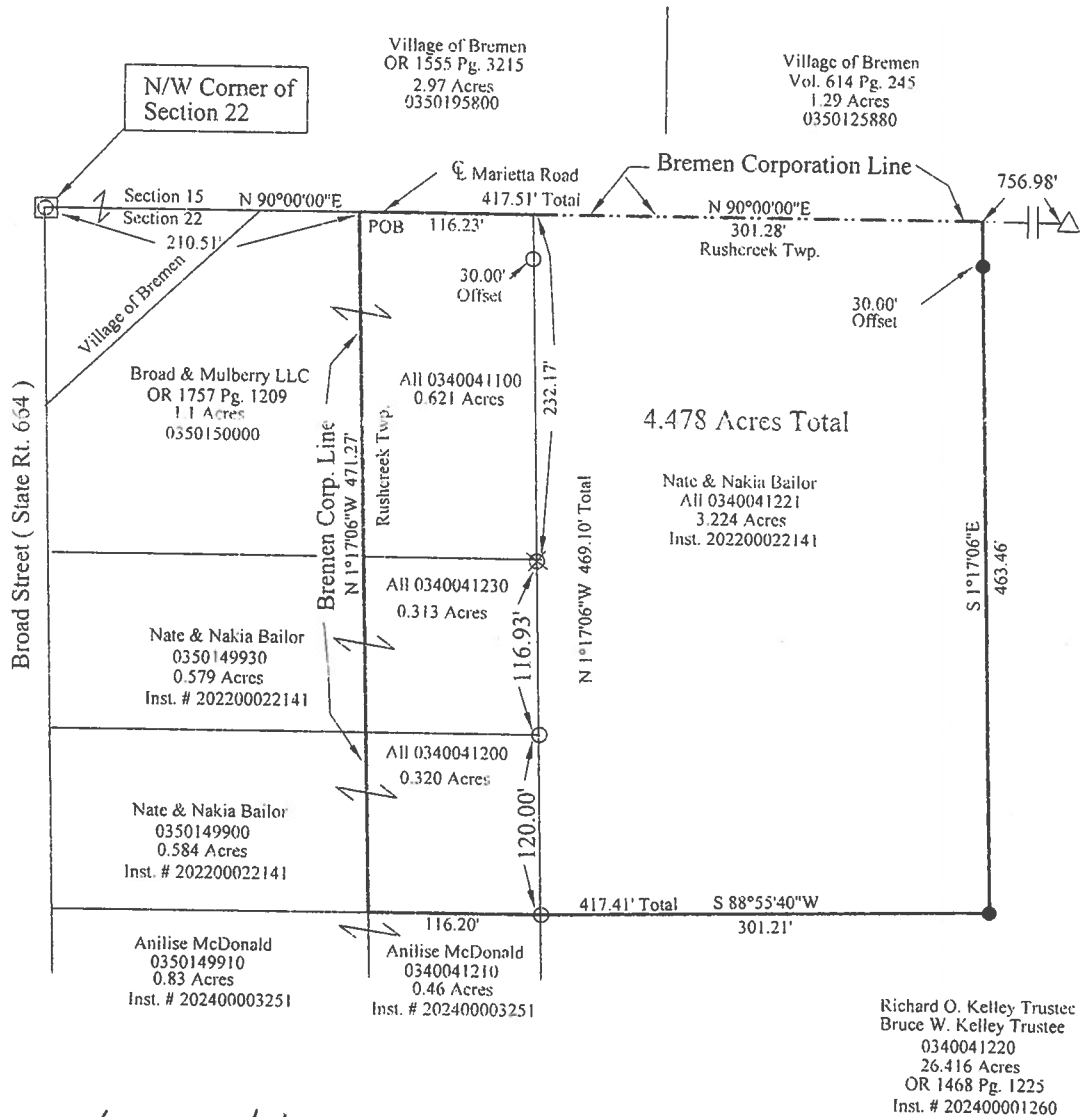 Village of Bremen
OR 1555 Pg. 3215
2.97 Acres
0350195800
Village of Bremen
Vol. 614 Pg. 245
1.29 Acres
0350125880
N/W Corner of
Section 22
℄ Marietta Road
Bremen Corporation Line
756.98'
Section 15
Section 22
N 90°00'00"E
417.51' Total
N 90°00'00"E
210.51'
POB
116.23'
301.28'
Rushcreek Twp.
30.00'
Offset
30.00'
Offset
Village of Bremen
Broad Street ( State Rt. 664 )
Broad & Mulberry LLC
OR 1757 Pg. 1209
1.1 Acres
0350150000
Bremen Corp. Line
N 1°17'06"W 471.27'
Rushcreek Twp.
All 0340041100
0.621 Acres
232.17'
4.478 Acres Total
Nate & Nakia Bailor
All 0340041221
3.224 Acres
Inst. 202200022141
N 1°17'06"W 469.10' Total
S 1°17'06"E
463.46'
All 0340041230
0.313 Acres
116.93'
Nate & Nakia Bailor
0350149930
0.579 Acres
Inst. # 202200022141
All 0340041200
0.320 Acres
120.00'
Nate & Nakia Bailor
0350149900
0.584 Acres
Inst. # 202200022141
417.41' Total
S 88°55'40"W
116.20'
301.21'
Anilise McDonald
0350149910
0.83 Acres
Inst. # 202400003251
Anilise McDonald
0340041210
0.46 Acres
Inst. # 202400003251
Richard O. Kelley Trustee
Bruce W. Kelley Trustee
0340041220
26.416 Acres
OR 1468 Pg. 1225
Inst. # 202400001260